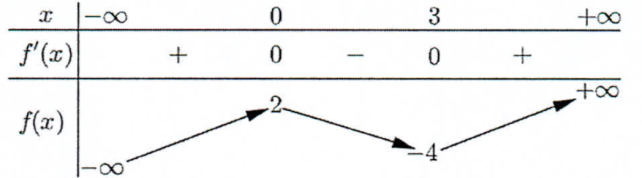 x −∞ 0 3 +∞
f′(x) + 0 − 0 +
+∞
2
f(x)
−4
−∞